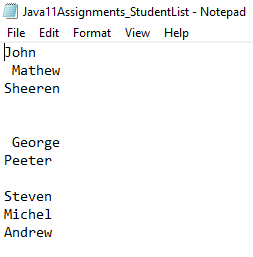 Java11Assignments_StudentList - Notepad
File Edit Format View Help
John
Mathew
Sheeren
George
Peeter
Steven
Michel
Andrew